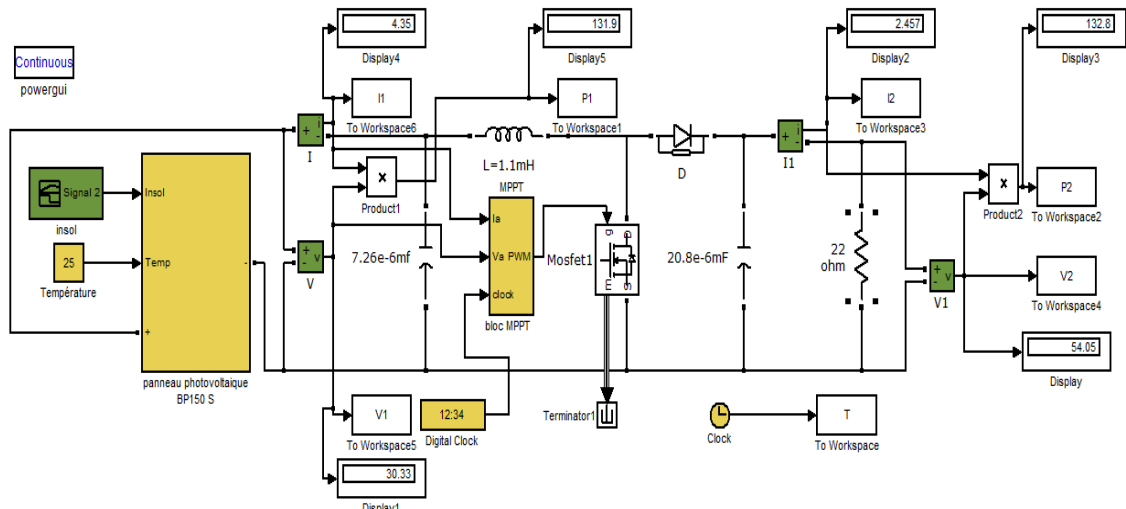 4.35
Display4
131.9
Display5
2.457
Display2
132.8
Display3
Continuous
powergui
I1
To Workspace6
P1
To Workspace1
I2
To Workspace3
+
-
i
I
L=1.1mH
D
+
-
i
I1
Signal 2
insol
25
Température
Insol
Temp
+
-
panneau photovoltaique
BP150 S
x
Product1
+
-
v
V
MPPT
Ia
Va
PWM
clock
bloc MPPT
7.26e-6mf
g
D
m
S
Mosfet1
20.8e-6mF
22
ohm
x
Product2
P2
To Workspace2
+
-
v
V1
V2
To Workspace4
54.05
Display
V1
To Workspace5
12:34
Digital Clock
Terminator1
Clock
T
To Workspace
30.33
Display1